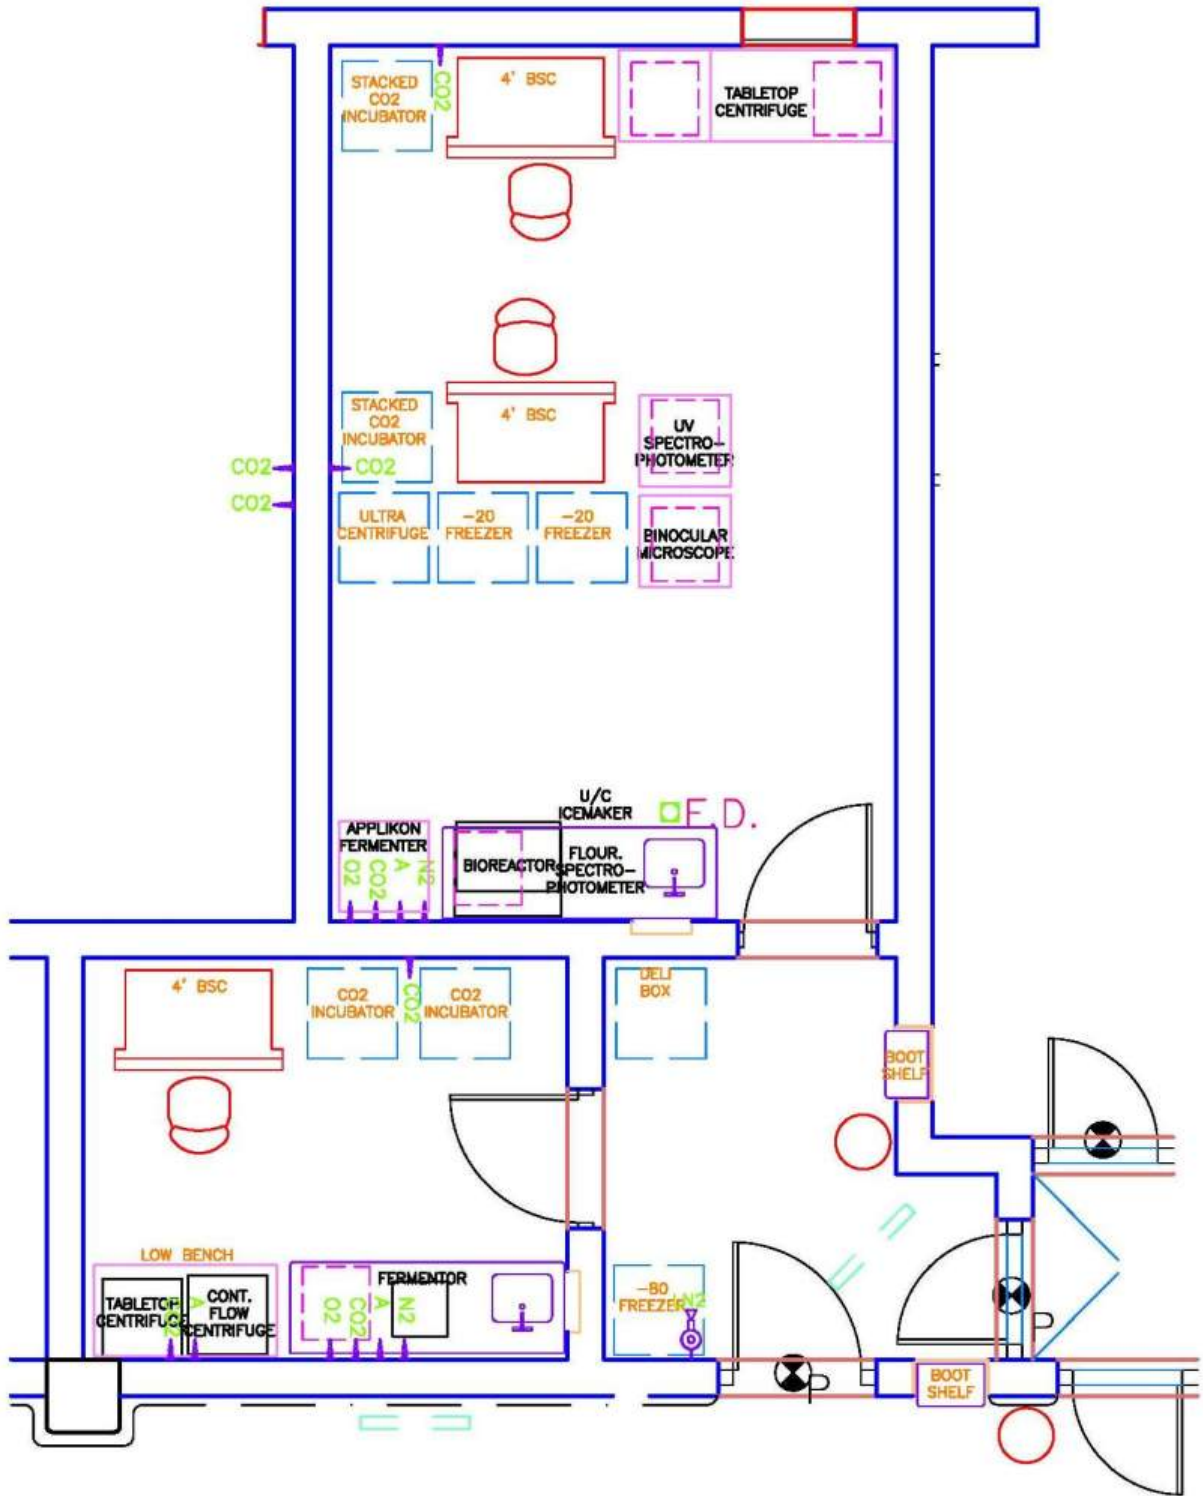 STACKED
CO2
INCUBATOR
CO2
4' BSC
TABLETOP
CENTRIFUGE
STACKED
CO2
INCUBATOR
4' BSC
UV
SPECTRO-
PHOTOMETER
CO2
CO2
CO2
ULTRA
CENTRIFUGE
-20
FREEZER
-20
FREEZER
BINOCULAR
MICROSCOPE
U/C
ICEMAKER
F.D.
APPLIKON
FERMENTER
O2
CO2
A
N2
BIOREACTOR
FLOUR.
SPECTRO-
PHOTOMETER
4' BSC
CO2
INCUBATOR
CO2
CO2
INCUBATOR
DELI
BOX
BOOT
SHELF
LOW BENCH
TABLETOP
CENTRIFUGE
CO2
A
CONT.
FLOW
CENTRIFUGE
FERMENTOR
O2
CO2
A
N2
-80
FREEZER
LN2
BOOT
SHELF